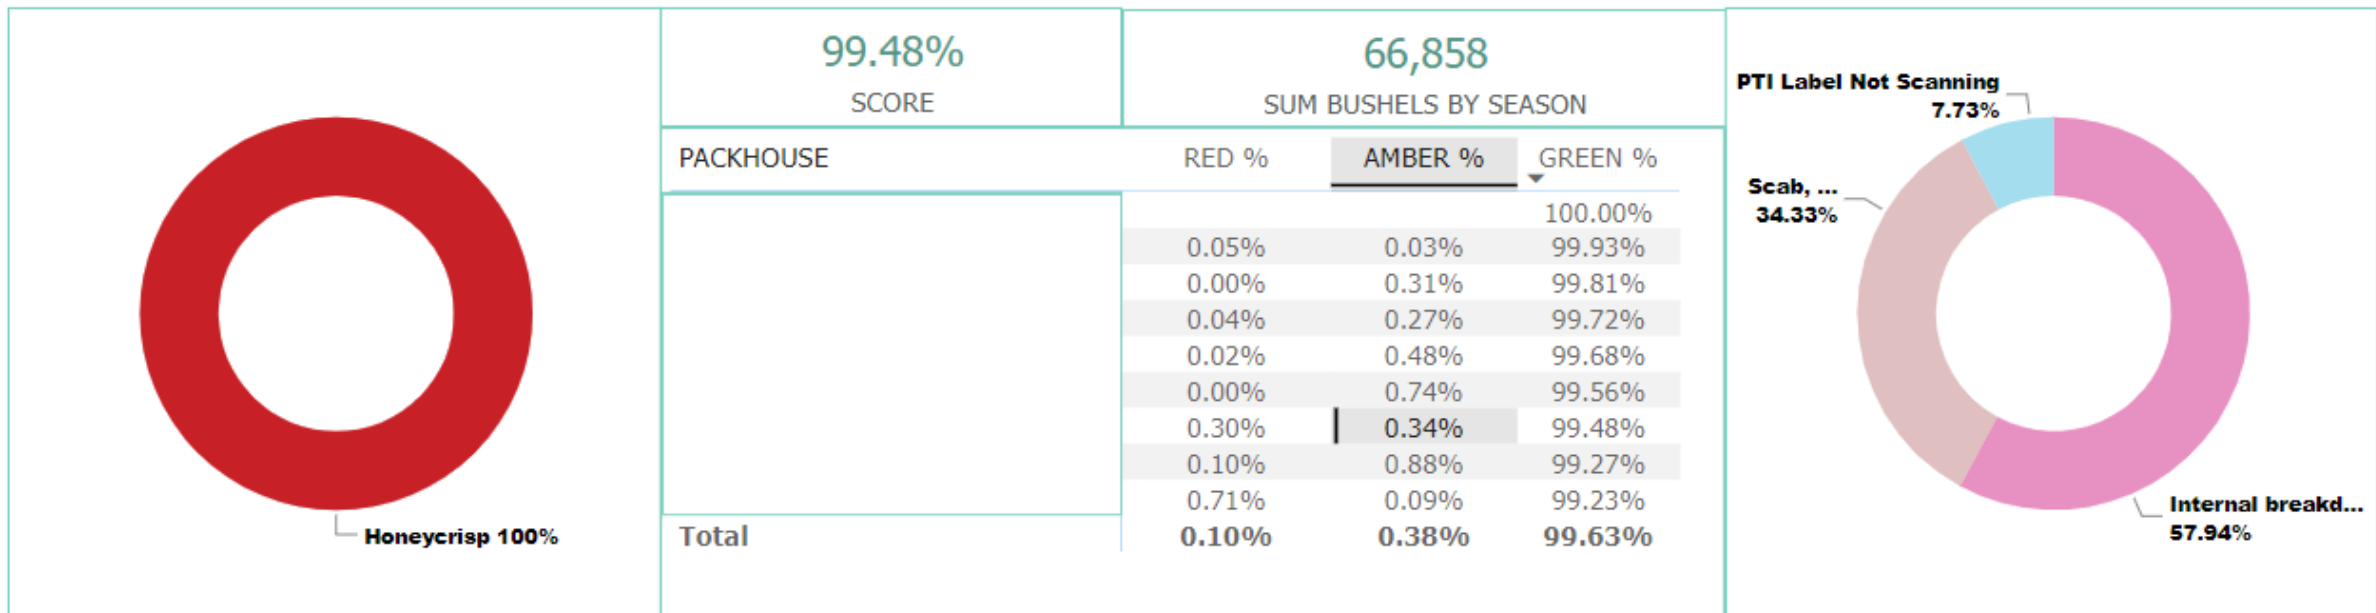 Honeycrisp 100%
99.48%
SCORE
66,858
SUM BUSHELS BY SEASON
PACKHOUSE RED % AMBER % GREEN %
100.00%
0.05% 0.03% 99.93%
0.00% 0.31% 99.81%
0.04% 0.27% 99.72%
0.02% 0.48% 99.68%
0.00% 0.74% 99.56%
0.30% 0.34% 99.48%
0.10% 0.88% 99.27%
0.71% 0.09% 99.23%
Total 0.10% 0.38% 99.63%
PTI Label Not Scanning
7.73%
Scab, ...
34.33%
Internal breakd...
57.94%